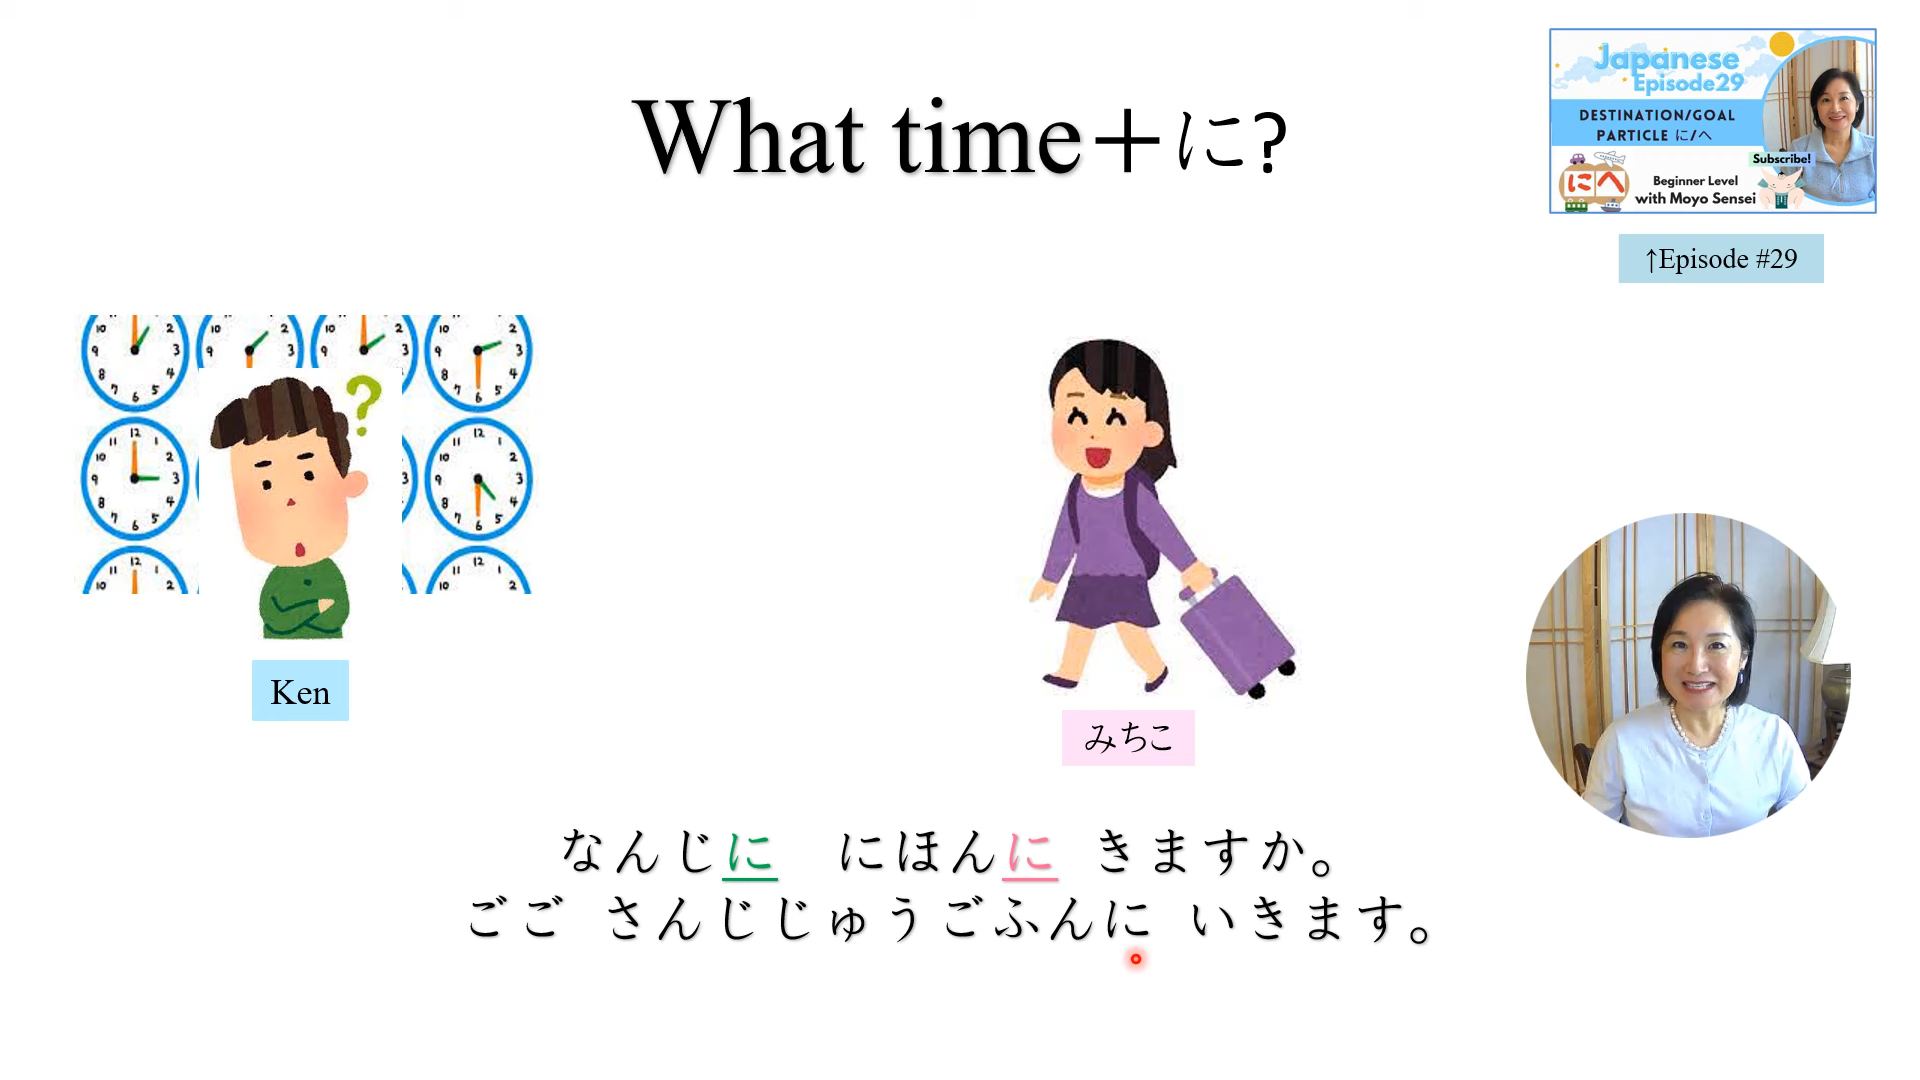 What time＋に?
Japanese
Episode29
DESTINATION/GOAL
PARTICLE に/へ
Subscribe!
にへ
Beginner Level
with Moyo Sensei
↑Episode #29
Ken
みちこ
なんじに　にほんに きますか。
ごご さんじじゅうごふんに いきます。